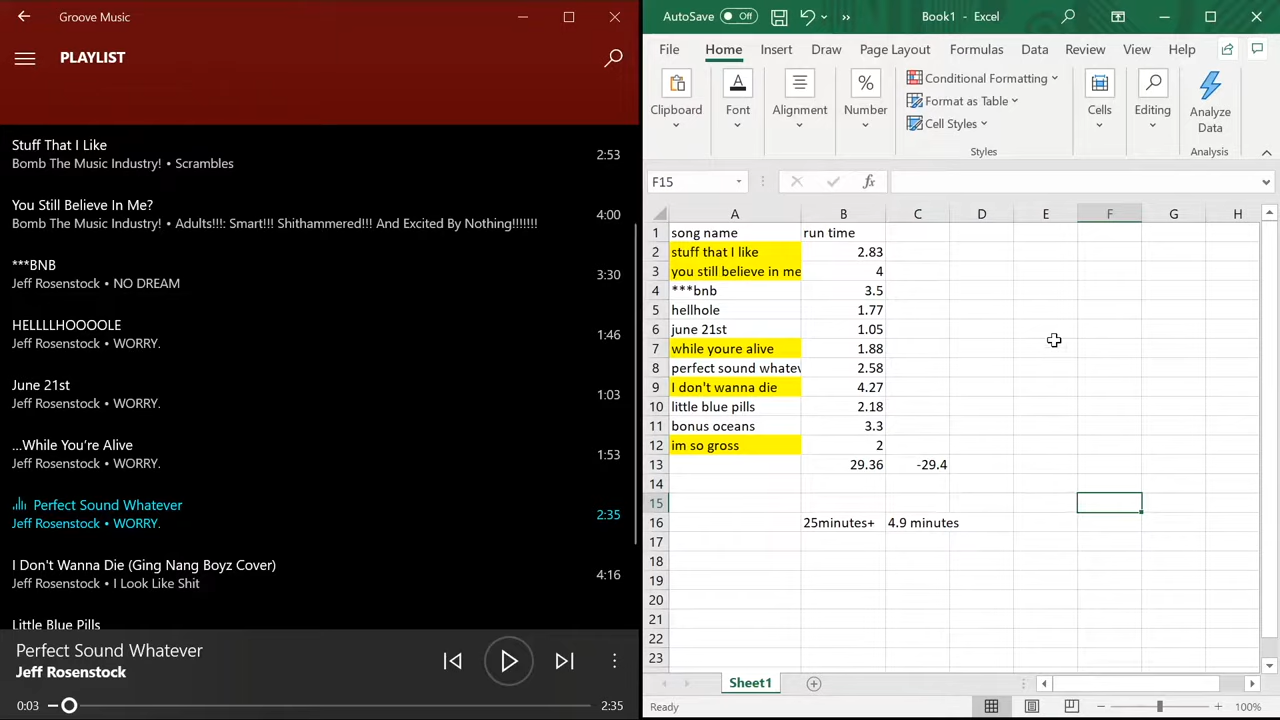 Groove Music
PLAYLIST
Stuff That I Like
Bomb The Music Industry! • Scrambles
2:53
You Still Believe In Me?
Bomb The Music Industry! • Adults!!!: Smart!!! Shithammered!!! And Excited By Nothing!!!!!!!
4:00
***BNB
Jeff Rosenstock • NO DREAM
3:30
HELLLLHOOOOLE
Jeff Rosenstock • WORRY.
1:46
June 21st
Jeff Rosenstock • WORRY.
1:03
...While You're Alive
Jeff Rosenstock • WORRY.
1:53
Perfect Sound Whatever
Jeff Rosenstock • WORRY.
2:35
I Don't Wanna Die (Ging Nang Boyz Cover)
Jeff Rosenstock • I Look Like Shit
4:16
Little Blue Pills
Perfect Sound Whatever
Jeff Rosenstock
0:03
2:35
AutoSave Off Book1 - Excel
File Home Insert Draw Page Layout Formulas Data Review View Help
Clipboard
Font
Alignment
Number
Conditional Formatting
Format as Table
Cell Styles
Styles
Cells
Editing
Analyze
Data
Analysis
F15 fx
A B C D E F G H
1 song name run time
2 stuff that I like 2.83
3 you still believe in me 4
4 ***bnb 3.5
5 hellhole 1.77
6 june 21st 1.05
7 while youre alive 1.88
8 perfect sound whatev 2.58
9 I don't wanna die 4.27
10 little blue pills 2.18
11 bonus oceans 3.3
12 im so gross 2
13 29.36 -29.4
14
15
16 25minutes+ 4.9 minutes
17
18
19
20
21
22
23
Sheet1
Ready
100%